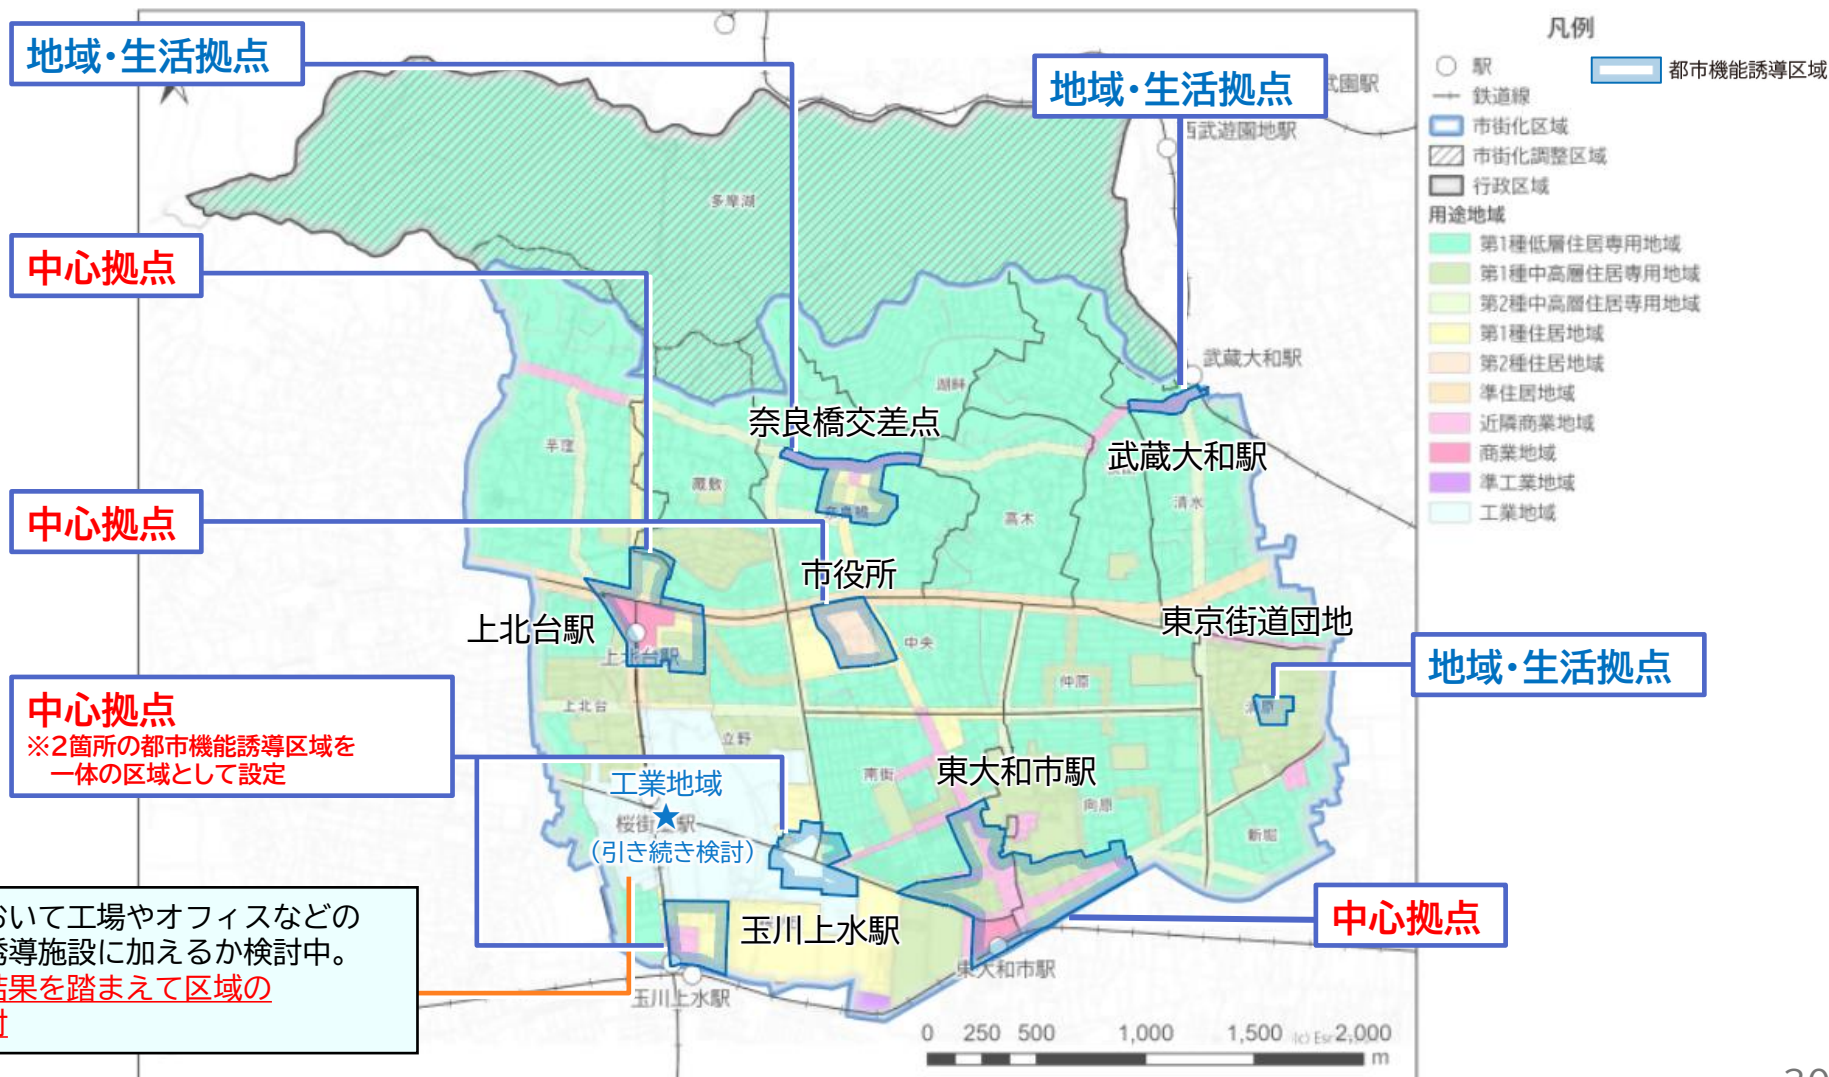 地域・生活拠点
地域・生活拠点
中心拠点
中心拠点
中心拠点
※2箇所の都市機能誘導区域を
一体の区域として設定
おいて工場やオフィスなどの
誘導施設に加えるか検討中。
結果を踏まえて区域の
地域・生活拠点
中心拠点
武園駅
西武遊園地駅
多摩湖
武蔵大和駅
湖畔
奈良橋交差点
武蔵大和駅
芋窪
蔵敷
奈良橋
高木
清水
市役所
上北台駅
上北台駅
中央
東京街道団地
上北台
仲原
清原
立野
工業地域
桜街道駅
（引き続き検討）
南街
東大和市駅
向原
新堀
玉川上水駅
玉川上水駅
東大和市駅
0 250 500 1,000 1,500 2,000
m
(c) Esri
凡例
駅
都市機能誘導区域
鉄道線
市街化区域
市街化調整区域
行政区域
用途地域
第1種低層住居専用地域
第1種中高層住居専用地域
第2種中高層住居専用地域
第1種住居地域
第2種住居地域
準住居地域
近隣商業地域
商業地域
準工業地域
工業地域